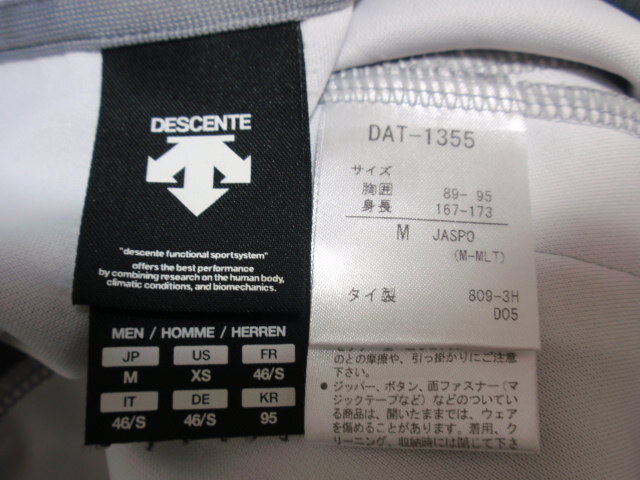 DESCENTE
"descente functional sportsystem"
offers the best performance
by combining research on the human body,
climatic conditions, and biomechanics.
MEN / HOMME / HERREN
JP US FR
M XS 46/S
IT DE KR
46/S 46/S 95
DAT-1355
サイズ
胸囲 89- 95
身長 167-173
M JASPO
(M-MLT)
タイ製 809-3H
D05
のとの摩擦や、引っ掛かりにご注意
下さい。
● ジッパー、ボタン、面ファスナー(マ
ジックテープなど)などのついてい
る商品は、開いたままでは、ウェア
を傷めることがあります。着用、ク
リーニング、収納時には閉じて下さ